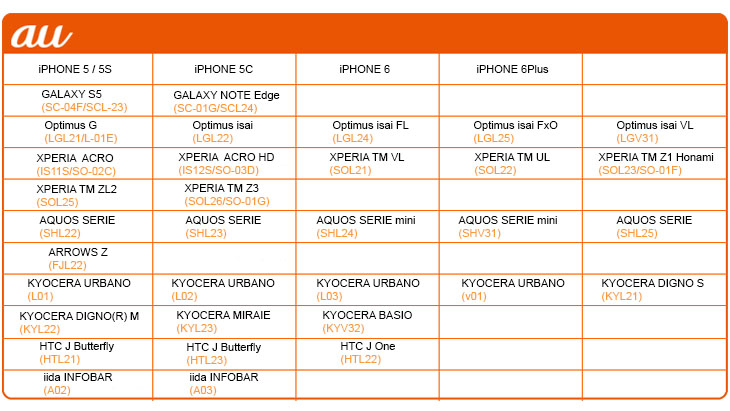 au
iPHONE 5 / 5S iPHONE 5C iPHONE 6 iPHONE 6Plus
GALAXY S5 GALAXY NOTE Edge
(SC-04F/SCL-23) (SC-01G/SCL24)
Optimus G Optimus isai Optimus isai FL Optimus isai FxO Optimus isai VL
(LGL21/L-01E) (LGL22) (LGL24) (LGL25) (LGV31)
XPERIA ACRO XPERIA ACRO HD XPERIA TM VL XPERIA TM UL XPERIA TM Z1 Honami
(IS11S/SO-02C) (IS12S/SO-03D) (SOL21) (SOL22) (SOL23/SO-01F)
XPERIA TM ZL2 XPERIA TM Z3
(SOL25) (SOL26/SO-01G)
AQUOS SERIE AQUOS SERIE AQUOS SERIE mini AQUOS SERIE mini AQUOS SERIE
(SHL22) (SHL23) (SHL24) (SHV31) (SHL25)
ARROWS Z
(FJL22)
KYOCERA URBANO KYOCERA URBANO KYOCERA URBANO KYOCERA URBANO KYOCERA DIGNO S
(L01) (L02) (L03) (v01) (KYL21)
KYOCERA DIGNO(R) M KYOCERA MIRAIE KYOCERA BASIO
(KYL22) (KYL23) (KYV32)
HTC J Butterfly HTC J Butterfly HTC J One
(HTL21) (HTL23) (HTL22)
iida INFOBAR iida INFOBAR
(A02) (A03)